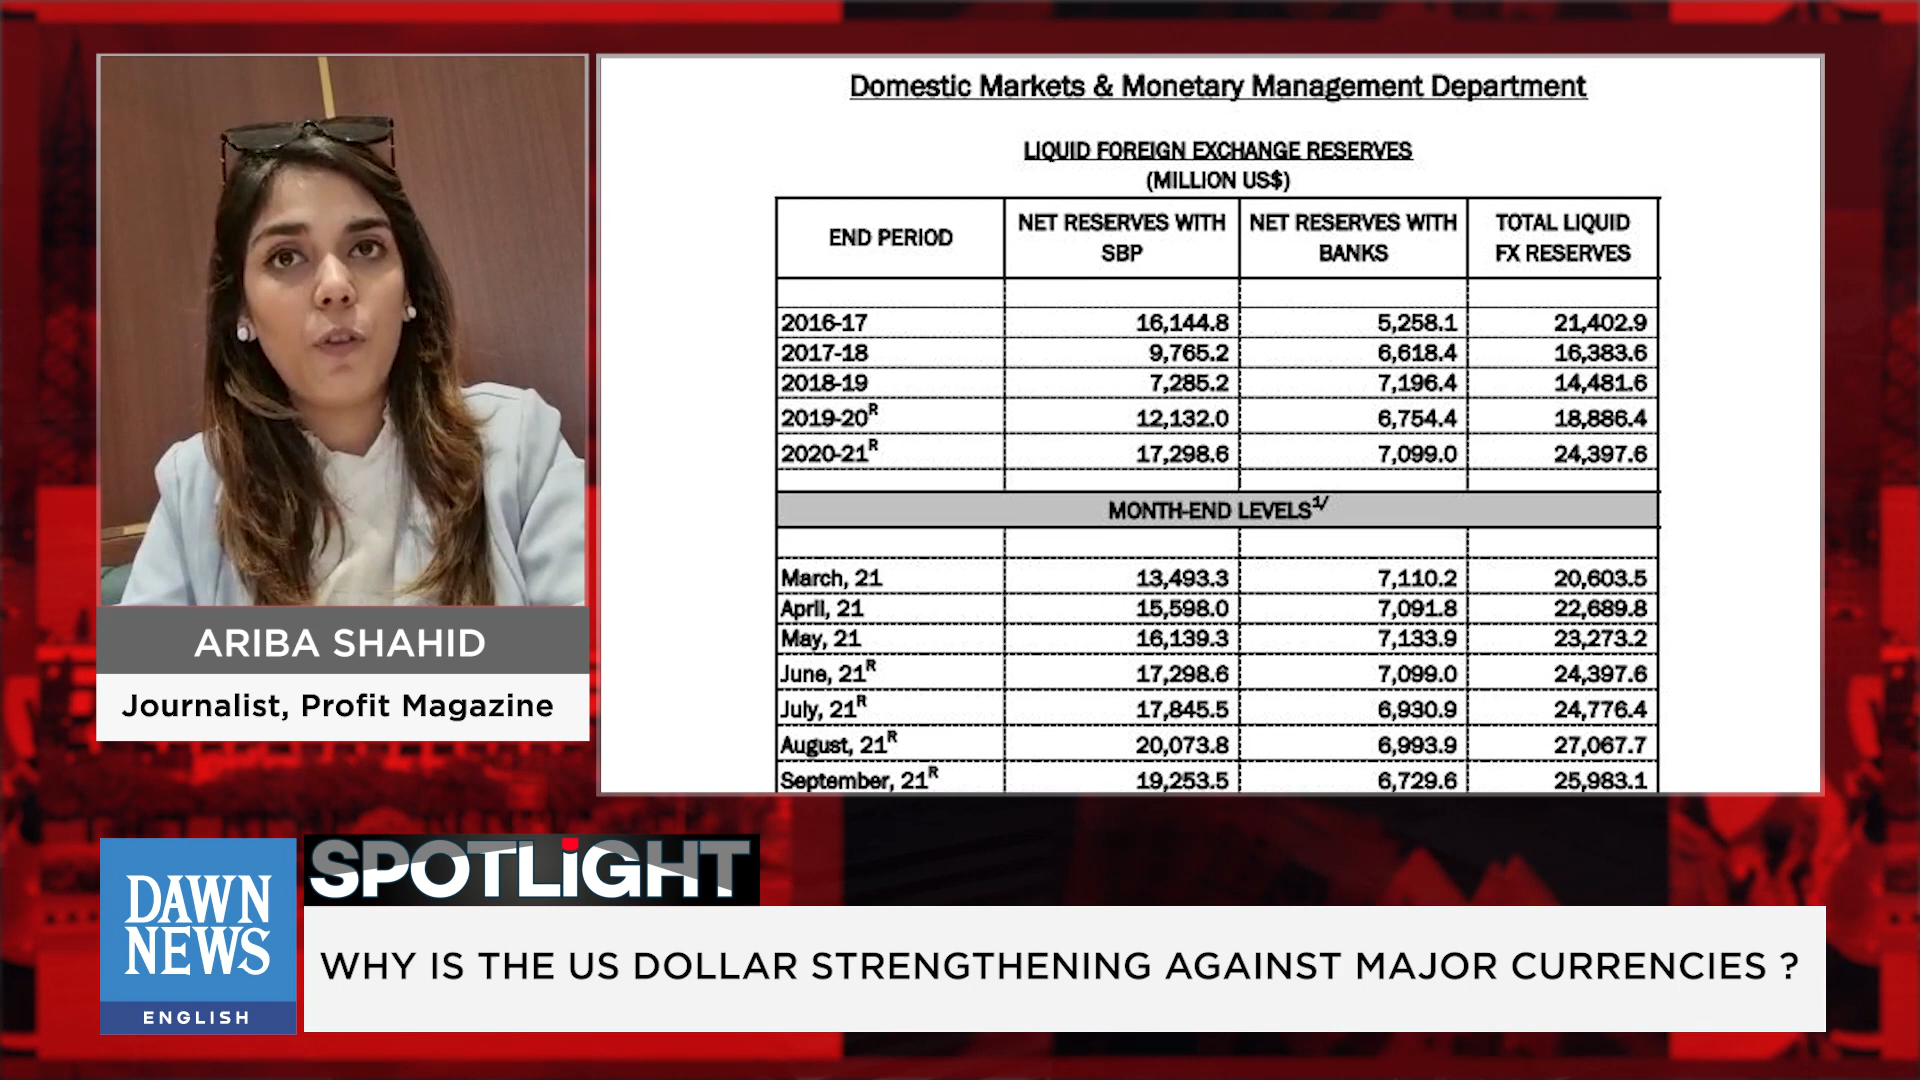 Domestic Markets & Monetary Management Department
LIQUID FOREIGN EXCHANGE RESERVES
(MILLION US$)
END PERIOD NET RESERVES WITH SBP NET RESERVES WITH BANKS TOTAL LIQUID FX RESERVES
2016-17 16,144.8 5,258.1 21,402.9
2017-18 9,765.2 6,618.4 16,383.6
2018-19 7,285.2 7,196.4 14,481.6
2019-20R 12,132.0 6,754.4 18,886.4
2020-21R 17,298.6 7,099.0 24,397.6
MONTH-END LEVELS1/
March, 21 13,493.3 7,110.2 20,603.5
April, 21 15,598.0 7,091.8 22,689.8
May, 21 16,139.3 7,133.9 23,273.2
June, 21R 17,298.6 7,099.0 24,397.6
July, 21R 17,845.5 6,930.9 24,776.4
August, 21R 20,073.8 6,993.9 27,067.7
September, 21R 19,253.5 6,729.6 25,983.1
ARIBA SHAHID
Journalist, Profit Magazine
SPOTLiGHT
DAWN
NEWS
ENGLISH
WHY IS THE US DOLLAR STRENGTHENING AGAINST MAJOR CURRENCIES ?